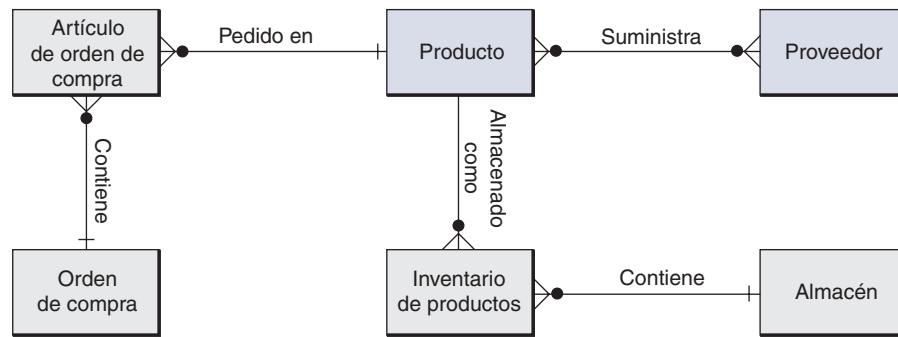 Artículo
de orden de
compra
Pedido en
Producto
Suministra
Proveedor
Contiene
Almacenado
como
Orden
de compra
Inventario
de productos
Contiene
Almacén